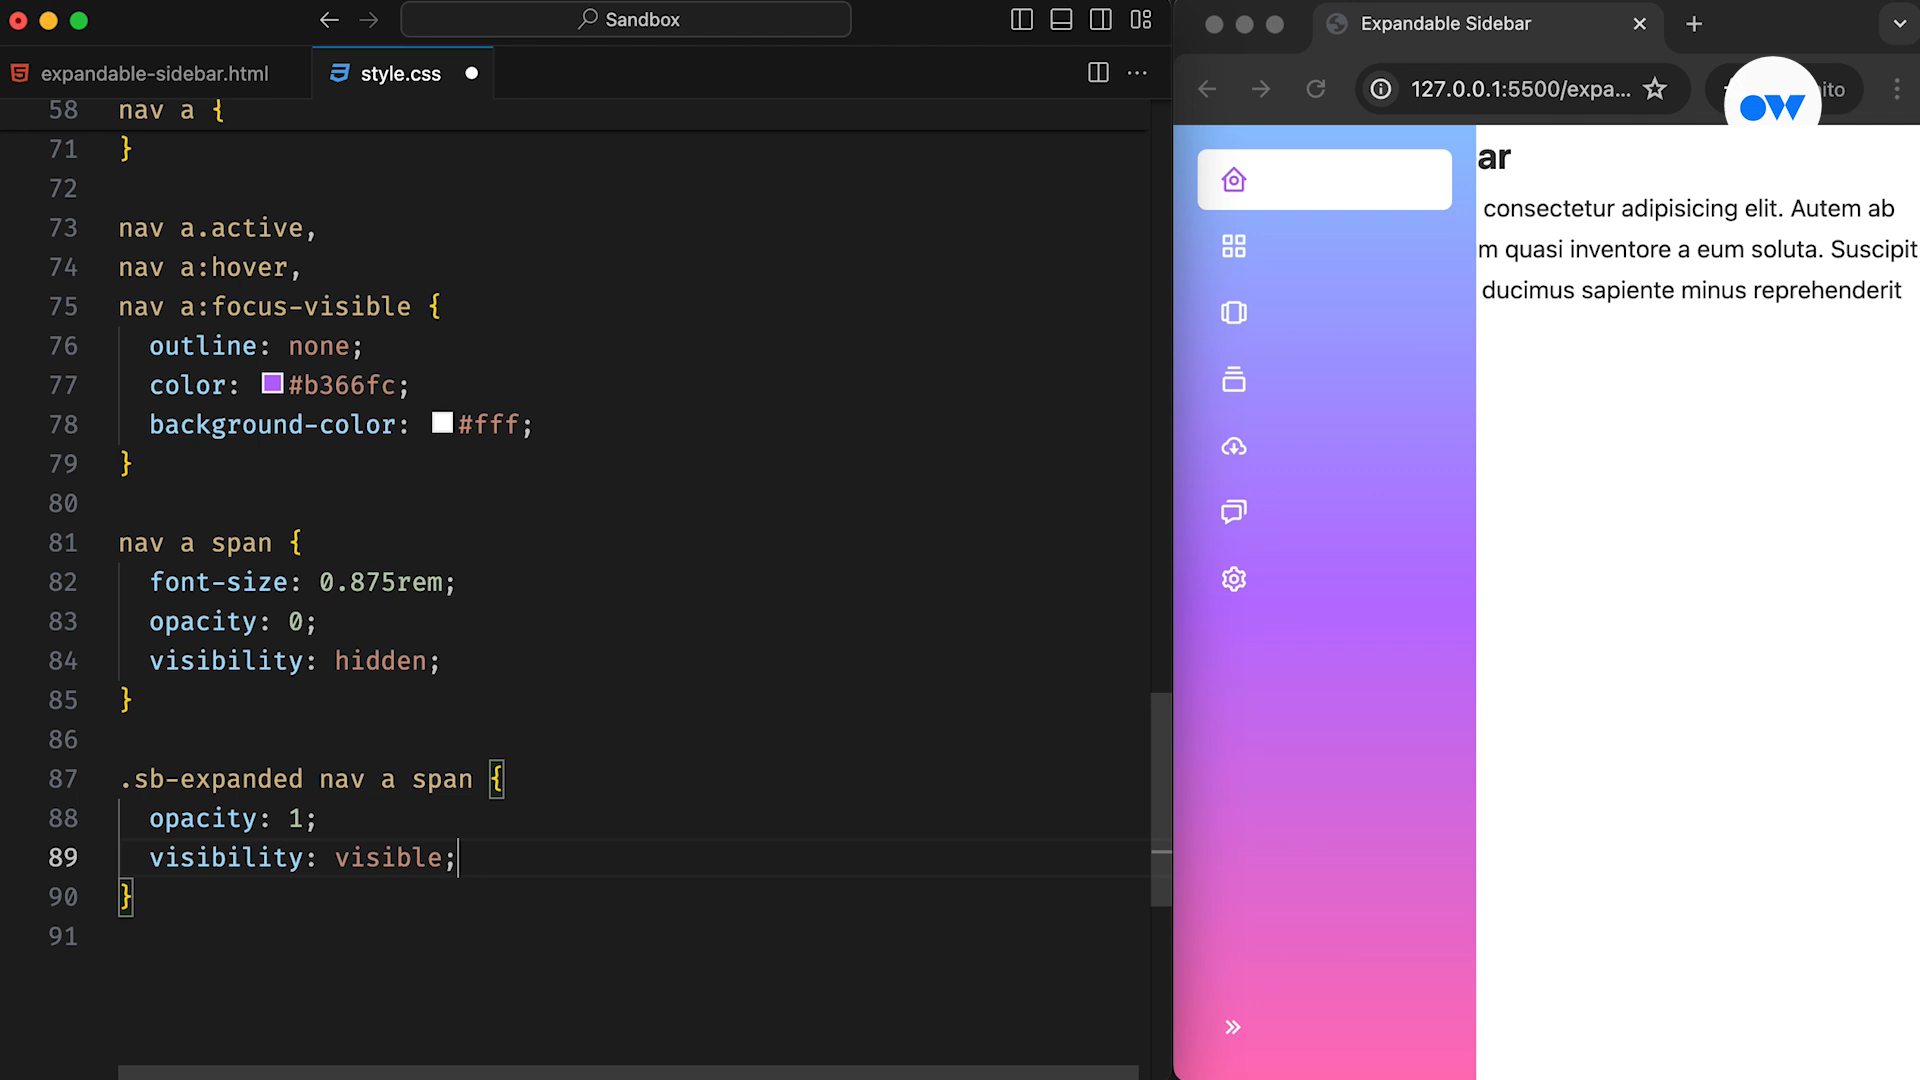 Sandbox
expandable-sidebar.html
style.css
58 nav a {
71 }
72
73 nav a.active,
74 nav a:hover,
75 nav a:focus-visible {
76 outline: none;
77 color: #b366fc;
78 background-color: #fff;
79 }
80
81 nav a span {
82 font-size: 0.875rem;
83 opacity: 0;
84 visibility: hidden;
85 }
86
87 .sb-expanded nav a span {
88 opacity: 1;
89 visibility: visible;
90 }
91
Expandable Sidebar
127.0.0.1:5500/expa...
ito
OW
ar
consectetur adipisicing elit. Autem ab
m quasi inventore a eum soluta. Suscipit
ducimus sapiente minus reprehenderit